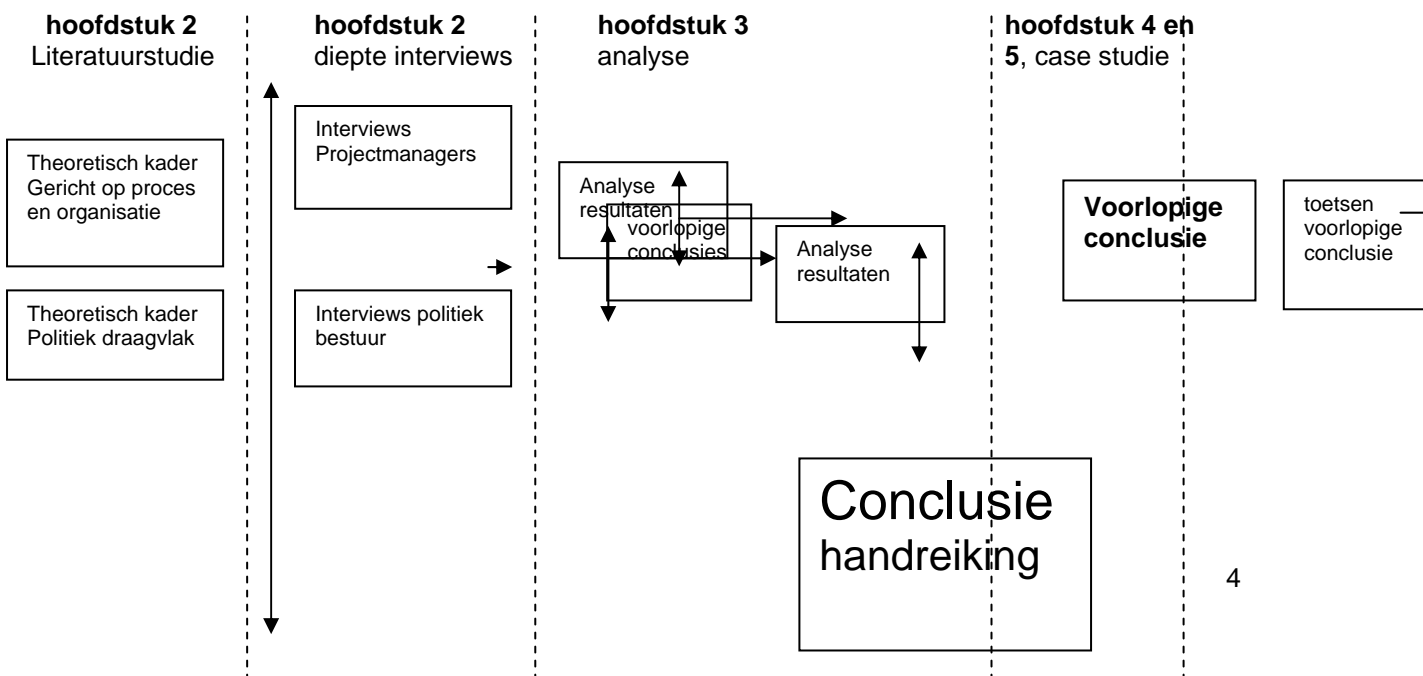 hoofdstuk 2
Literatuurstudie
hoofdstuk 2
diepte interviews
hoofdstuk 3
analyse
hoofdstuk 4 en
5, case studie
Theoretisch kader
Gericht op proces
en organisatie
Theoretisch kader
Politiek draagvlak
Interviews
Projectmanagers
Interviews politiek
bestuur
Analyse
resultaten
voorlopige
conclusies
Analyse
resultaten
Voorlopige
conclusie
toetsen
voorlopige
conclusie
Conclusie
handreiking
4